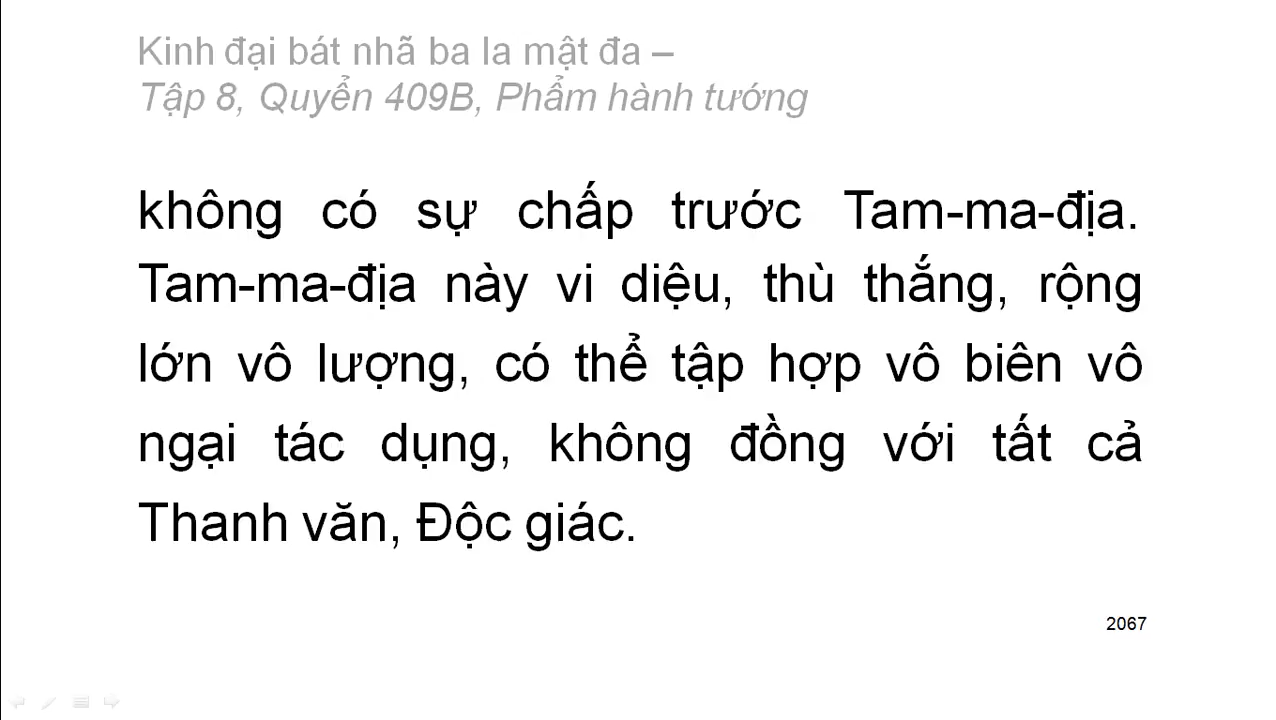 Kinh đại bát nhã ba la mật đa –
Tập 8, Quyển 409B, Phẩm hành tướng
không có sự chấp trước Tam-ma-địa.
Tam-ma-địa này vi diệu, thù thắng, rộng
lớn vô lượng, có thể tập hợp vô biên vô
ngại tác dụng, không đồng với tất cả
Thanh văn, Độc giác.
2067